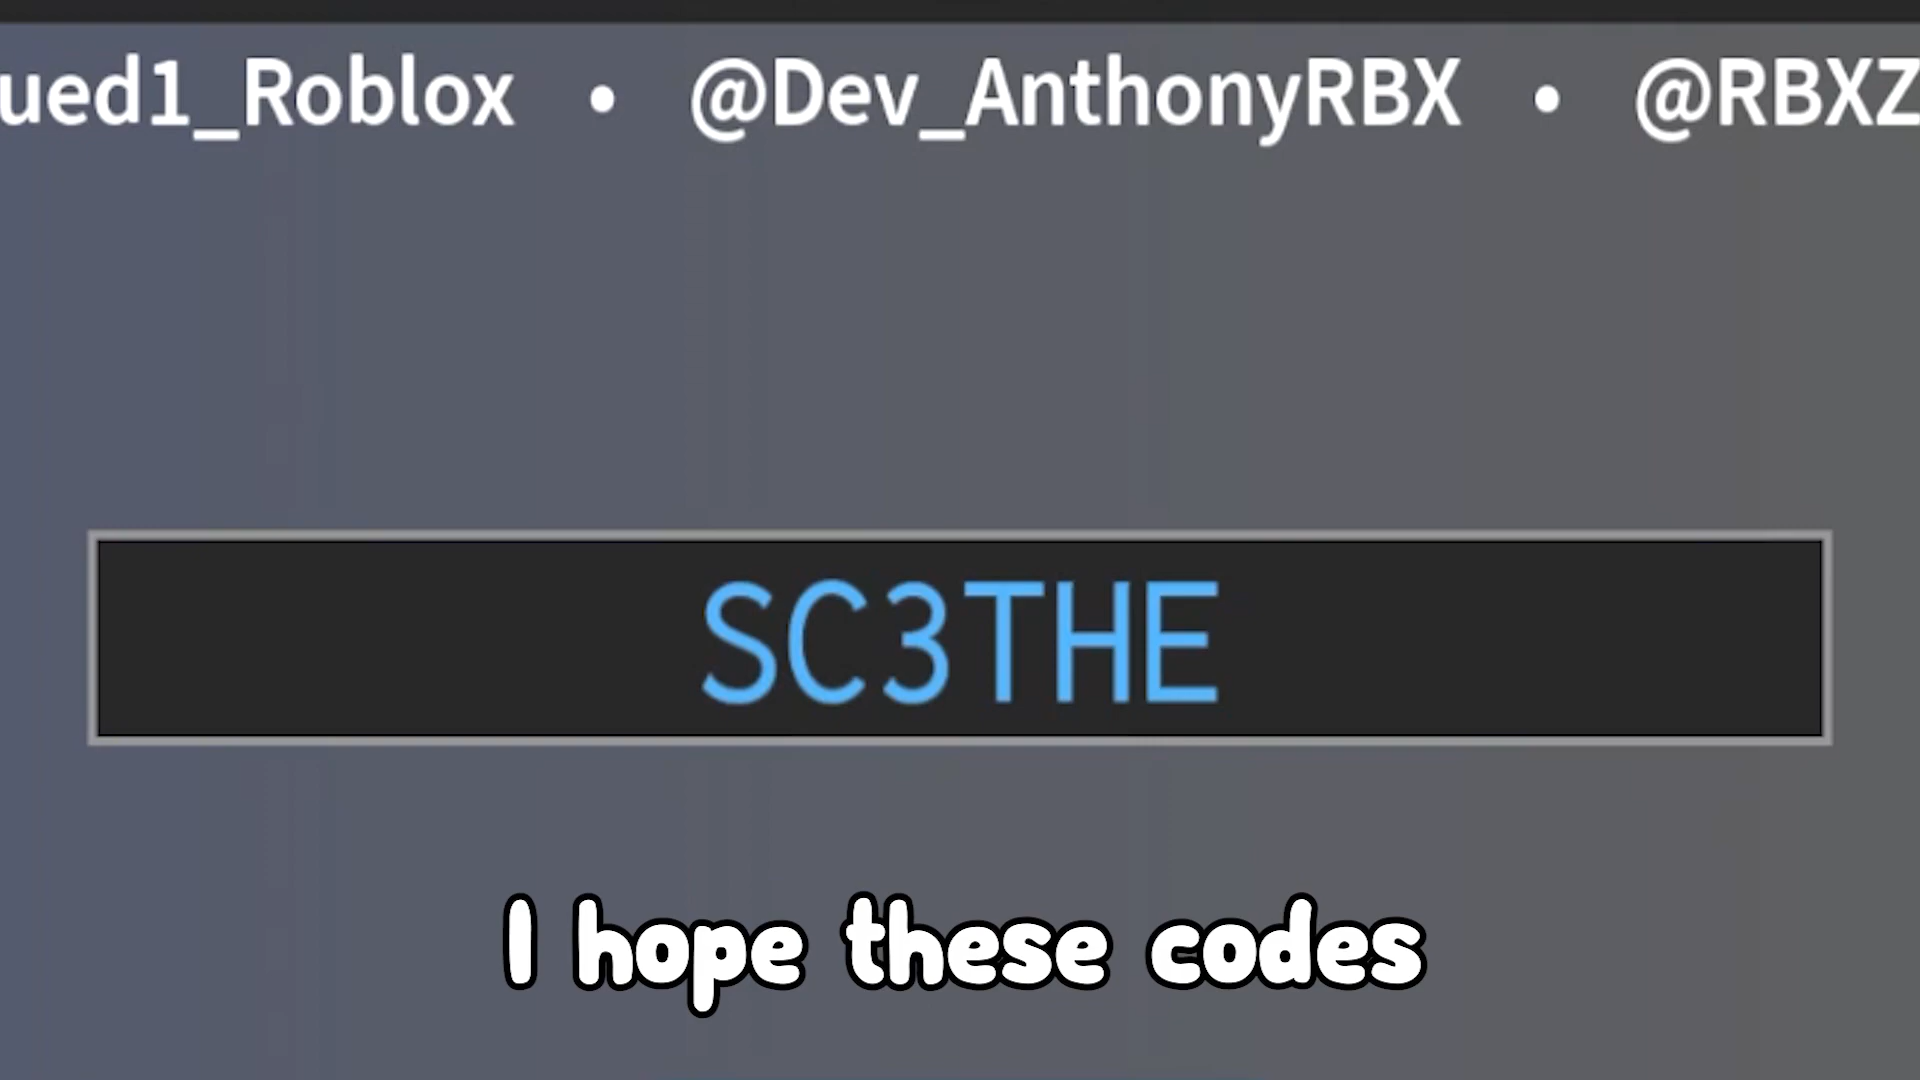 ued1_Roblox • @Dev_AnthonyRBX • @RBXZ
SC3THE
I hope these codes